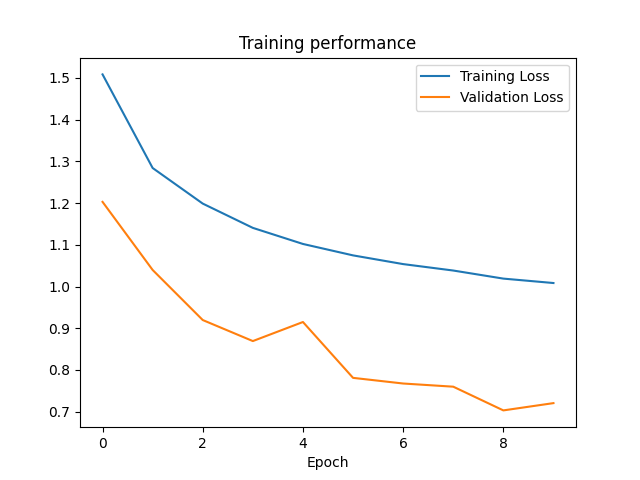 Training performance
Training Loss
Validation Loss
1.5
1.4
1.3
1.2
1.1
1.0
0.9
0.8
0.7
0 2 4 6 8
Epoch